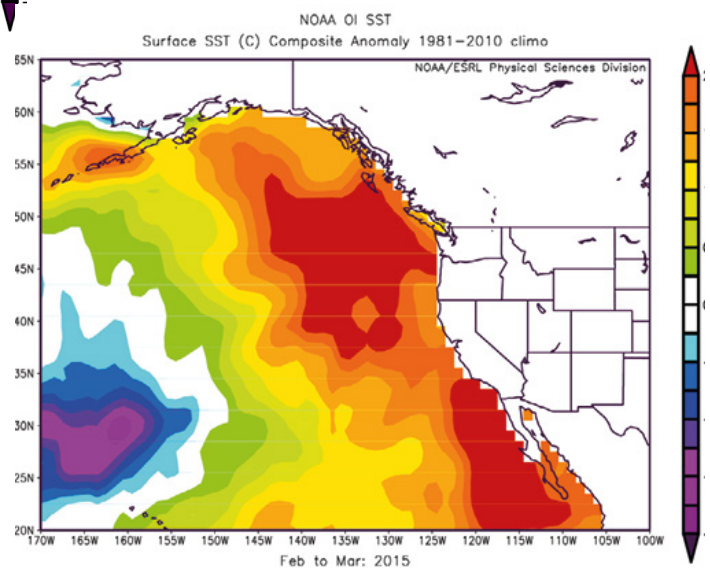 NOAA OI SST
Surface SST (C) Composite Anomaly 1981-2010 climo
NOAA/ESRL Physical Sciences Division
65N
60N
55N
50N
45N
40N
35N
30N
25N
20N
170W 165W 160W 155W 150W 145W 140W 135W 130W 125W 120W 115W 110W 105W 100W
Feb to Mar: 2015